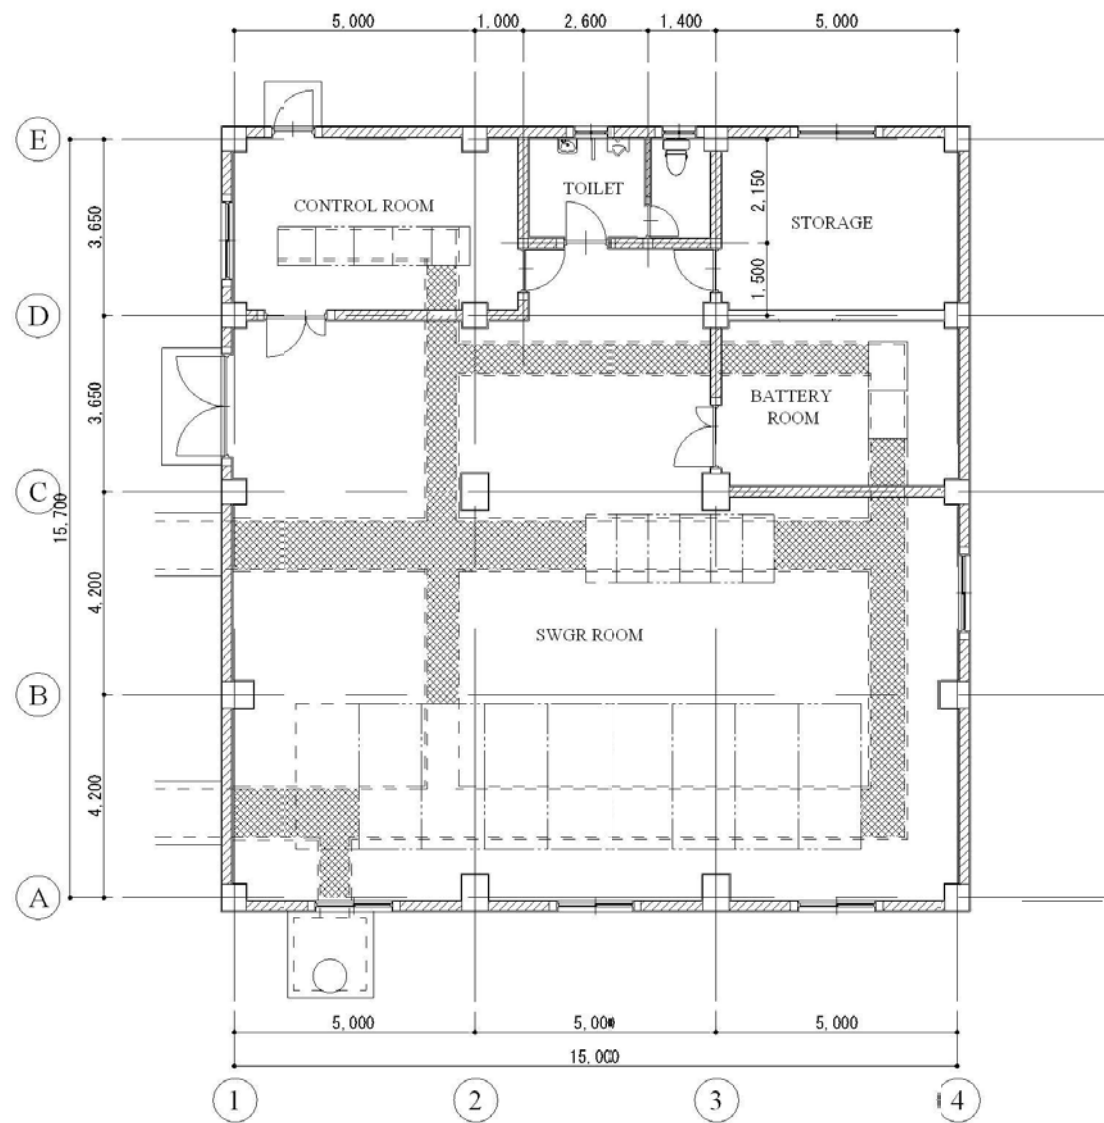 5,000
1,000
2,600
1,400
5,000
E
3,650
TOILET
CONTROL ROOM
2,150
STORAGE
1,500
D
3,650
BATTERY
ROOM
C
15,700
4,200
SWGR ROOM
B
4,200
A
5,000
5,000
5,000
15,000
1
2
3
4